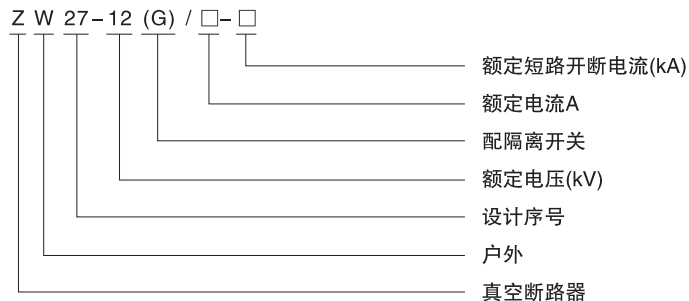 ZW27-12(G)/□-□
额定短路开断电流(kA)
额定电流A
配隔离开关
额定电压(kV)
设计序号
户外
真空断路器